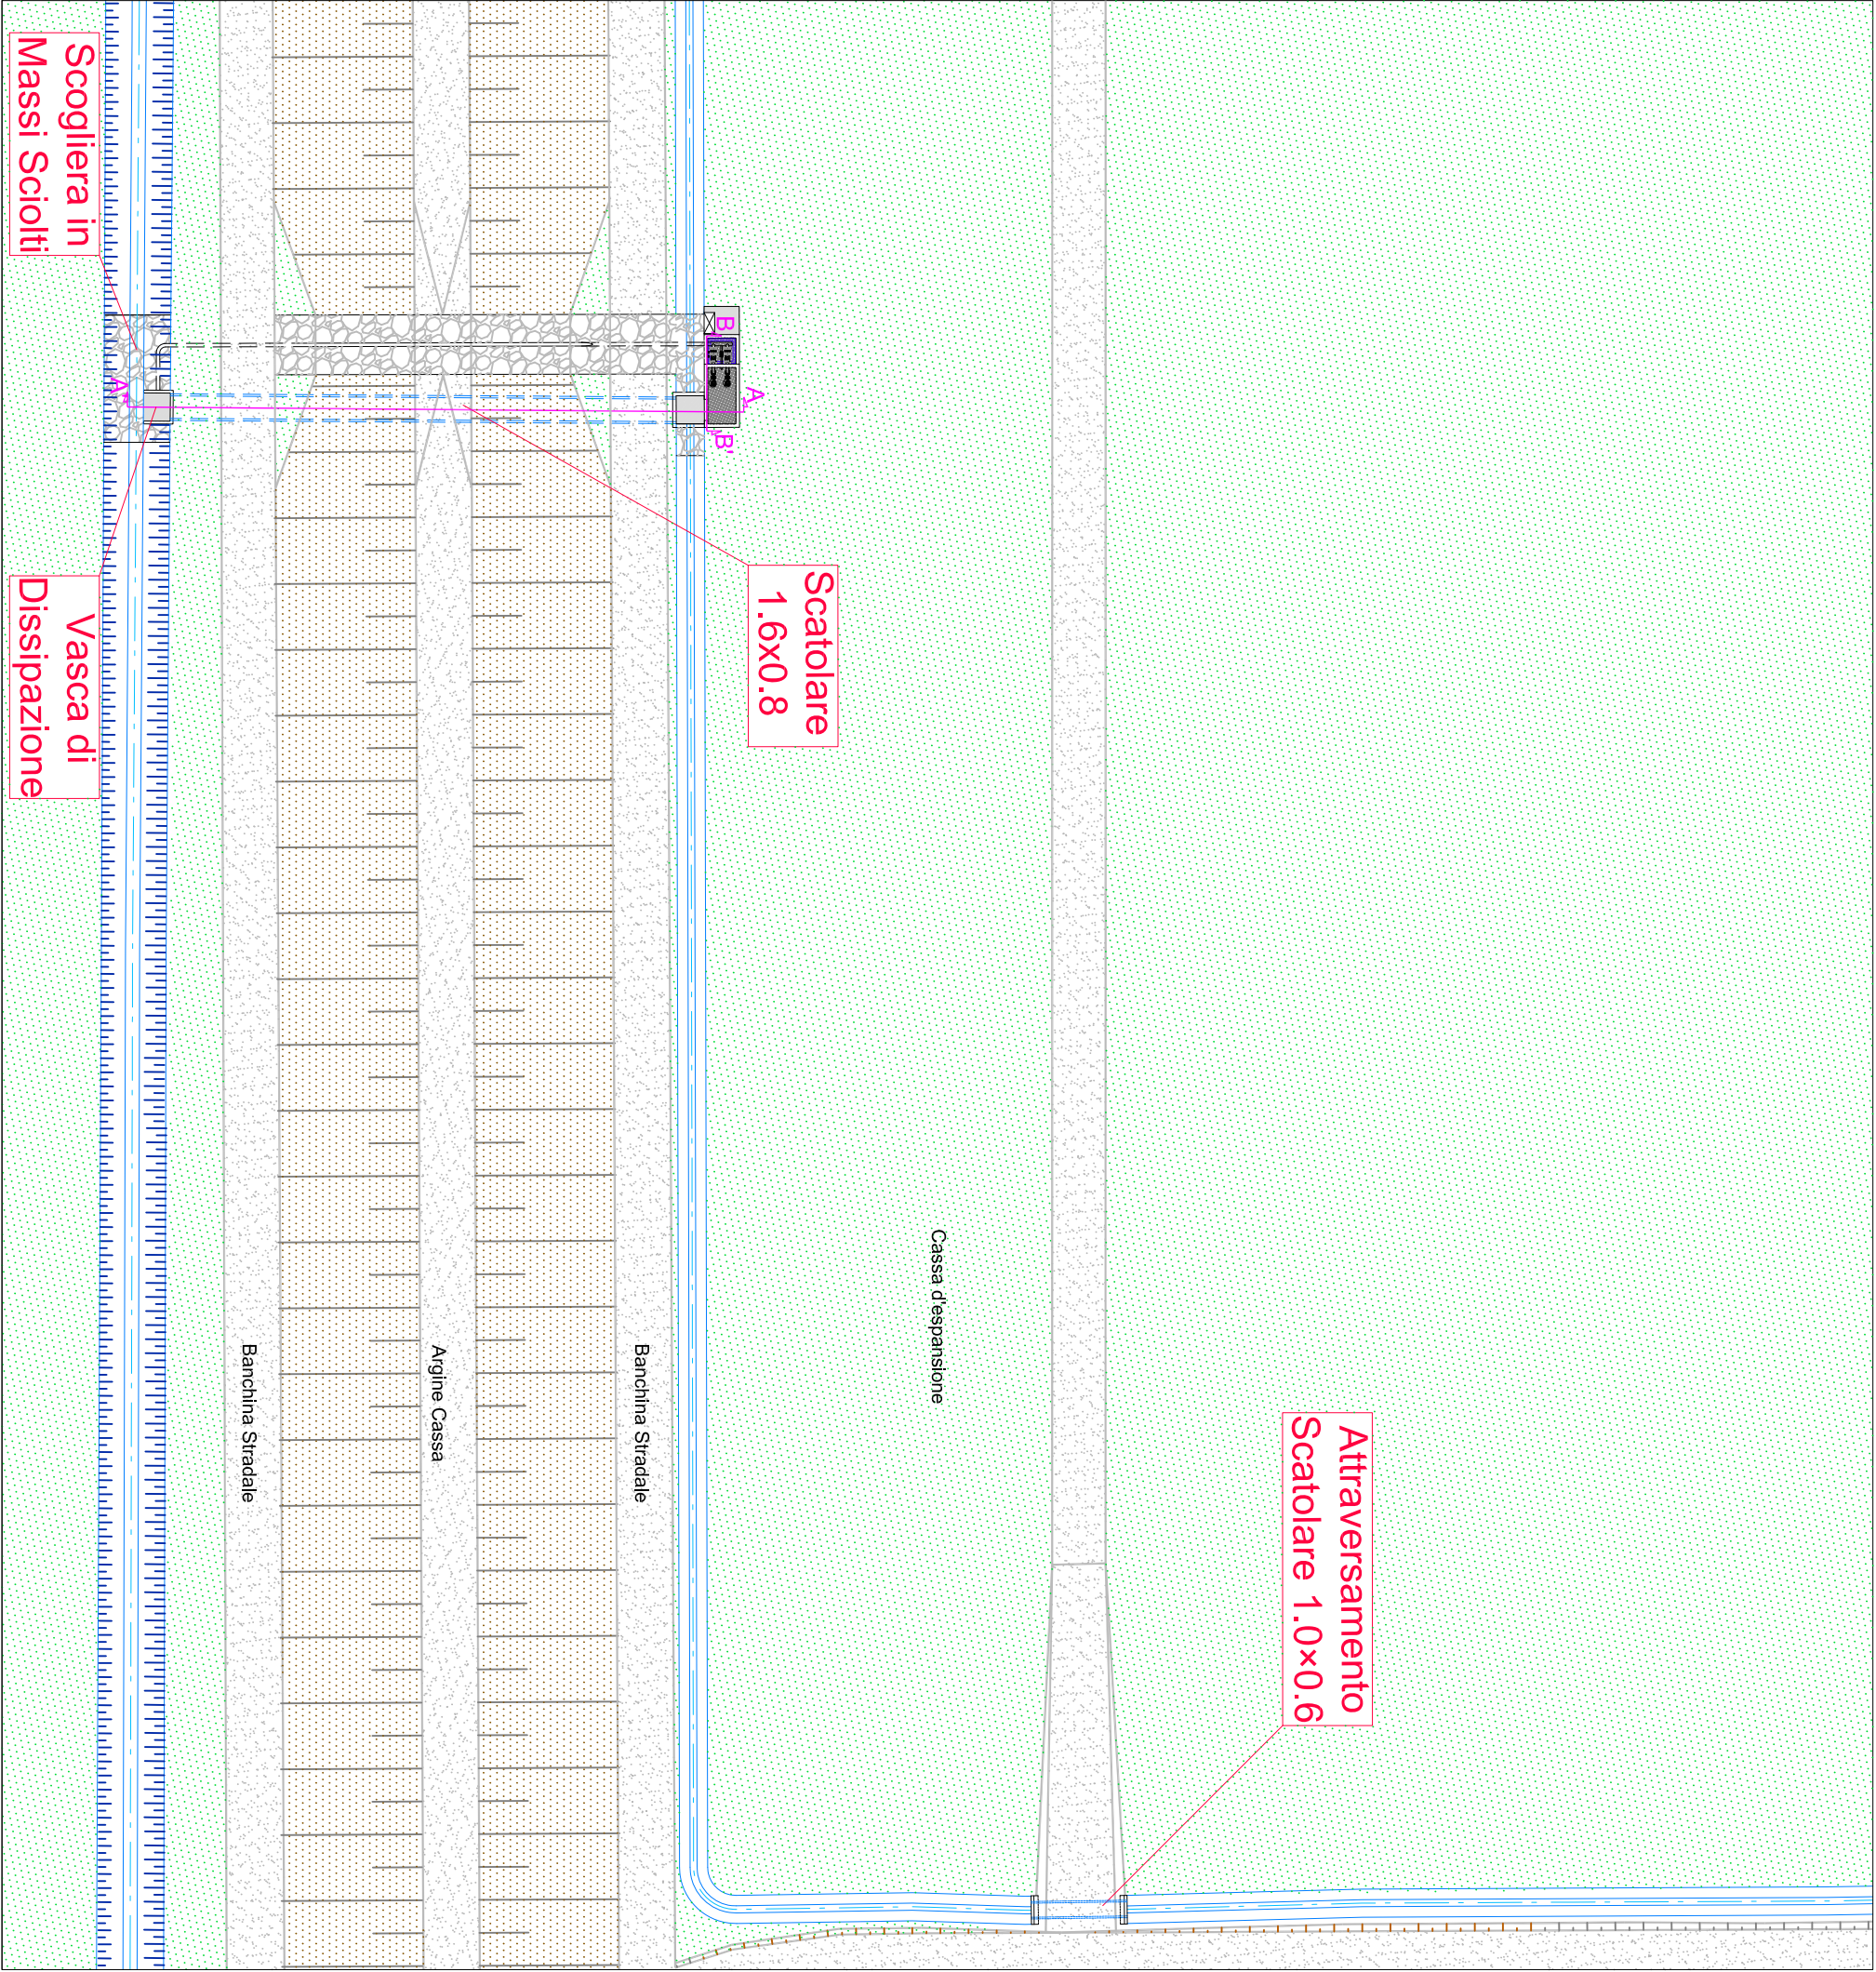 Scogliera in
Massi Sciolti
Vasca di
Dissipazione
Scatolare
1.6x0.8
Attraversamento
Scatolare 1.0×0.6
Cassa d'espansione
Banchina Stradale
Argine Cassa
Banchina Stradale
B
B'
A
A'